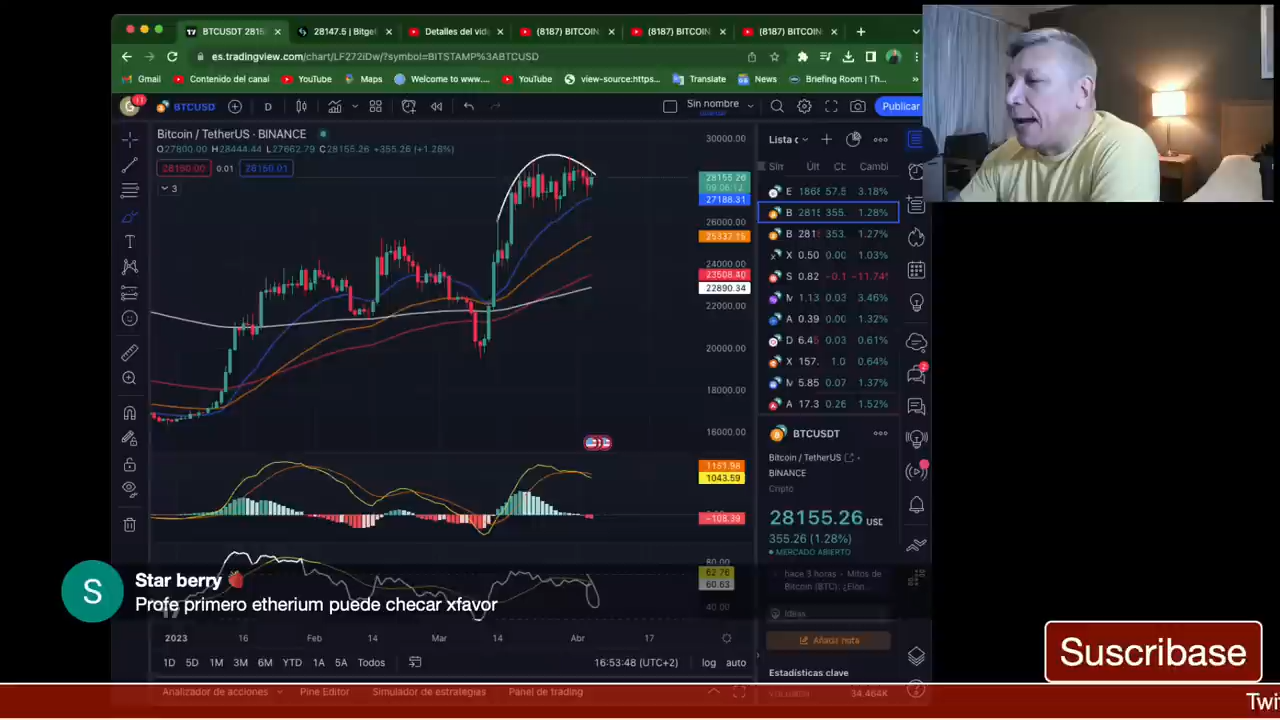 BTCUSDT 2815
28147.5 | Bitget
Detalles del vid
(8187) BITCOIN
(8187) BITCOIN
(8187) BITCOIN
es.tradingview.com/chart/LF272iDw/?symbol=BITSTAMP%3ABTCUSD
Gmail
Contenido del canal
YouTube
Maps
Welcome to www....
YouTube
view-source:https...
Translate
News
Briefing Room | Th...
11
BTCUSD
D
Sin nombre
Publicar
Bitcoin / TetherUS · BINANCE
O27800.00 H28444.44 L27662.79 C28155.26 +355.26 (+1.28%)
28160.00 0.01 28160.01
3
30000.00
28155.26
09:06:12
27188.31
26000.00
25337.15
24000.00
23508.40
22890.34
22000.00
20000.00
18000.00
16000.00
1151.98
1043.59
−108.39
80.00
62.76
60.63
40.00
2023 16 Feb 14 Mar 14 Abr 17
1D 5D 1M 3M 6M YTD 1A 5A Todos
16:53:48 (UTC+2)
log auto
Analizador de acciones
Pine Editor
Simulador de estrategias
Panel de trading
Lista c
Sím Últ Cambi
E 1868 57.5 3.18%
B 2815 355. 1.28%
B 281 353. 1.27%
X 0.50 0.00 1.03%
S 0.82 -0.1 -11.74%
M 1.13 0.03 3.46%
A 0.39 0.00 1.32%
D 6.45 0.03 0.61%
X 157. 1.0 0.64%
M 5.85 0.07 1.37%
A 17.3 0.26 1.52%
BTCUSDT
Bitcoin / TetherUS
BINANCE
Cripto
28155.26 USD
355.26 (1.28%)
MERCADO ABIERTO
hace 3 horas - Mitos de
Bitcoin (BTC): ¿Elon
Ideas
Añada nota
Estadísticas clave
VOLUMEN 34.464K
S
Star berry
Profe primero etherium puede checar xfavor
Suscribase
Twit